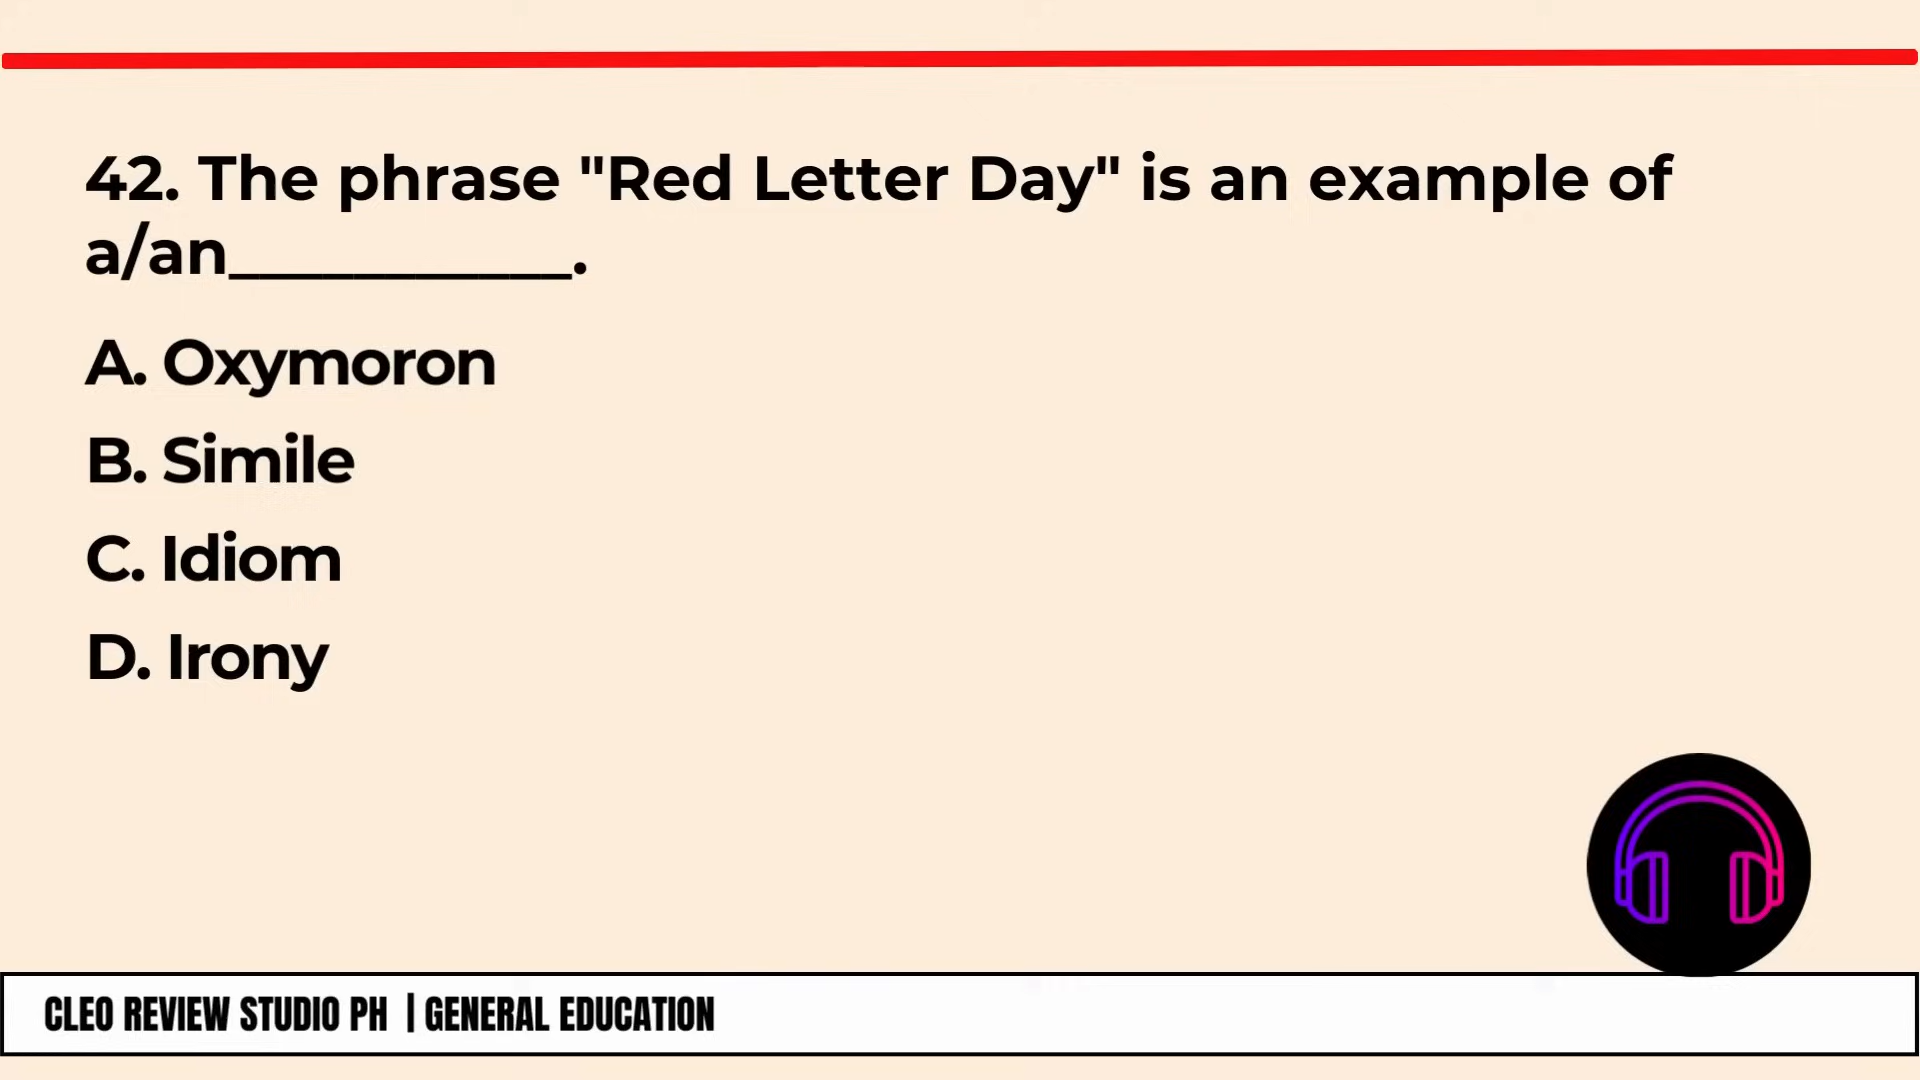 42. The phrase "Red Letter Day" is an example of
a/an___________.
A. Oxymoron
B. Simile
C. Idiom
D. Irony
CLEO REVIEW STUDIO PH | GENERAL EDUCATION